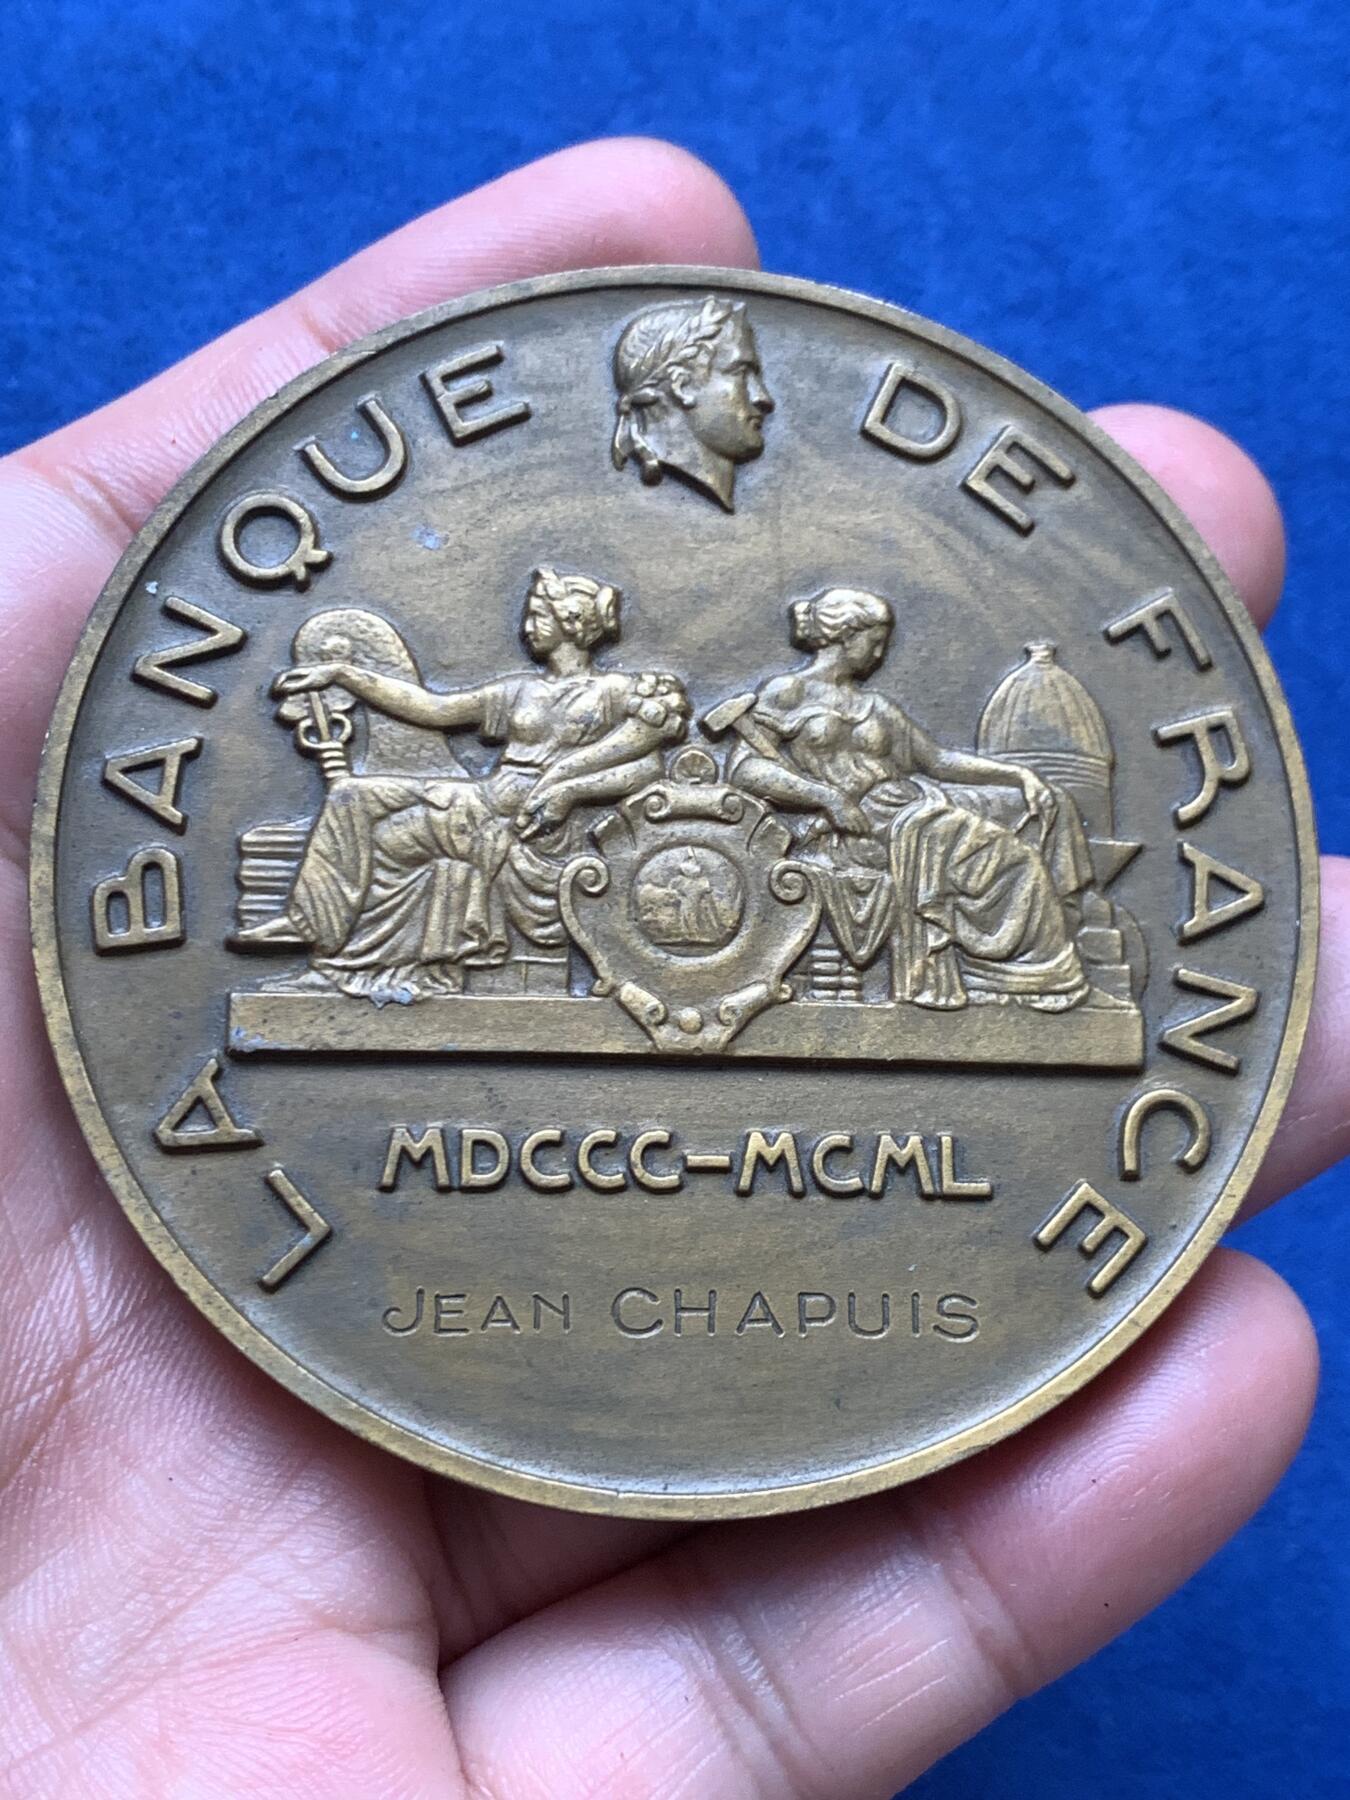 LA BANQUE DE FRANCE
MDCCC-MCML
JEAN CHAPUIS